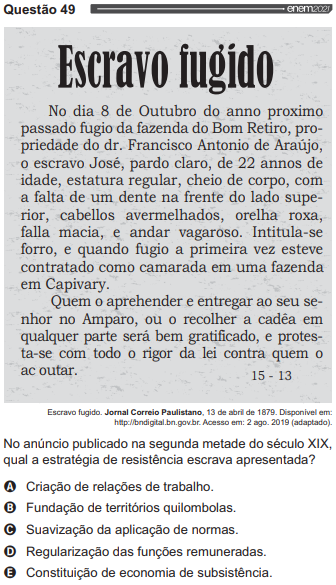 Questão 49
enem2021
Escravo fugido
No dia 8 de Outubro do anno proximo
passado fugio da fazenda do Bom Retiro, pro-
priedade do dr. Francisco Antonio de Araújo,
o escravo José, pardo claro, de 22 annos de
idade, estatura regular, cheio de corpo, com
a falta de um dente na frente do lado supe-
rior, cabellos avermelhados, orelha roxa,
falla macia, e andar vagaroso. Intitula-se
forro, e quando fugio a primeira vez esteve
contratado como camarada em uma fazenda
em Capivary.
Quem o aprehender e entregar ao seu se-
nhor no Amparo, ou o recolher a cadêa em
qualquer parte será bem gratificado, e protes-
ta-se com todo o rigor da lei contra quem o
ac outar.
15 - 13
Escravo fugido. Jornal Correio Paulistano, 13 de abril de 1879. Disponível em:
http://bndigital.bn.gov.br. Acesso em: 2 ago. 2019 (adaptado).
No anúncio publicado na segunda metade do século XIX,
qual a estratégia de resistência escrava apresentada?
A Criação de relações de trabalho.
B Fundação de territórios quilombolas.
C Suavização da aplicação de normas.
D Regularização das funções remuneradas.
E Constituição de economia de subsistência.